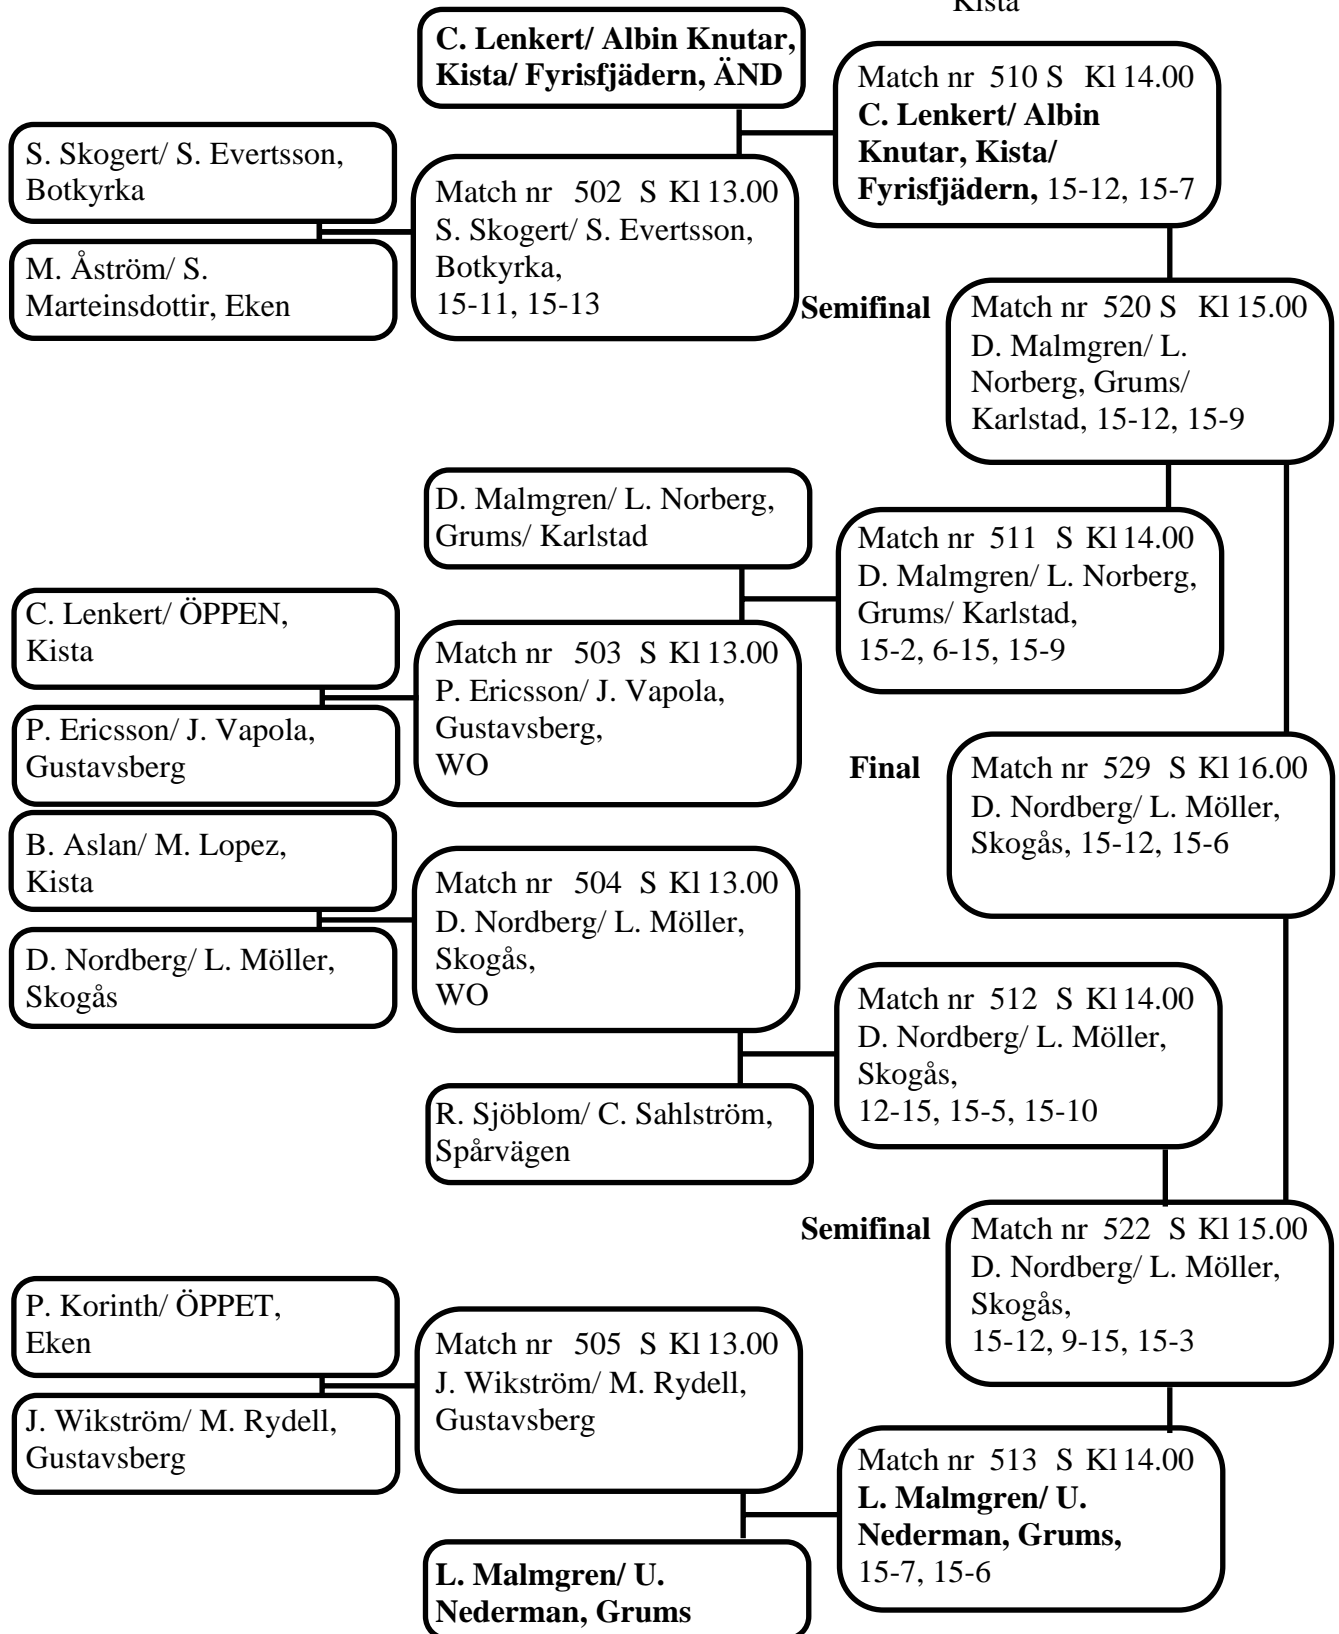 Kista
C. Lenkert/ Albin Knutar,
Kista/ Fyrisfjädern, ÄND
Match nr 510 S Kl 14.00
C. Lenkert/ Albin
Knutar, Kista/
Fyrisfjädern, 15-12, 15-7
S. Skogert/ S. Evertsson,
Botkyrka
Match nr 502 S Kl 13.00
S. Skogert/ S. Evertsson,
Botkyrka,
15-11, 15-13
M. Åström/ S.
Marteinsdottir, Eken
Semifinal
Match nr 520 S Kl 15.00
D. Malmgren/ L.
Norberg, Grums/
Karlstad, 15-12, 15-9
D. Malmgren/ L. Norberg,
Grums/ Karlstad
Match nr 511 S Kl 14.00
D. Malmgren/ L. Norberg,
Grums/ Karlstad,
15-2, 6-15, 15-9
C. Lenkert/ ÖPPEN,
Kista
Match nr 503 S Kl 13.00
P. Ericsson/ J. Vapola,
Gustavsberg,
WO
P. Ericsson/ J. Vapola,
Gustavsberg
Final
Match nr 529 S Kl 16.00
D. Nordberg/ L. Möller,
Skogås, 15-12, 15-6
B. Aslan/ M. Lopez,
Kista
Match nr 504 S Kl 13.00
D. Nordberg/ L. Möller,
Skogås,
WO
D. Nordberg/ L. Möller,
Skogås
Match nr 512 S Kl 14.00
D. Nordberg/ L. Möller,
Skogås,
12-15, 15-5, 15-10
R. Sjöblom/ C. Sahlström,
Spårvägen
Semifinal
Match nr 522 S Kl 15.00
D. Nordberg/ L. Möller,
Skogås,
15-12, 9-15, 15-3
P. Korinth/ ÖPPET,
Eken
Match nr 505 S Kl 13.00
J. Wikström/ M. Rydell,
Gustavsberg
J. Wikström/ M. Rydell,
Gustavsberg
Match nr 513 S Kl 14.00
L. Malmgren/ U.
Nederman, Grums,
15-7, 15-6
L. Malmgren/ U.
Nederman, Grums